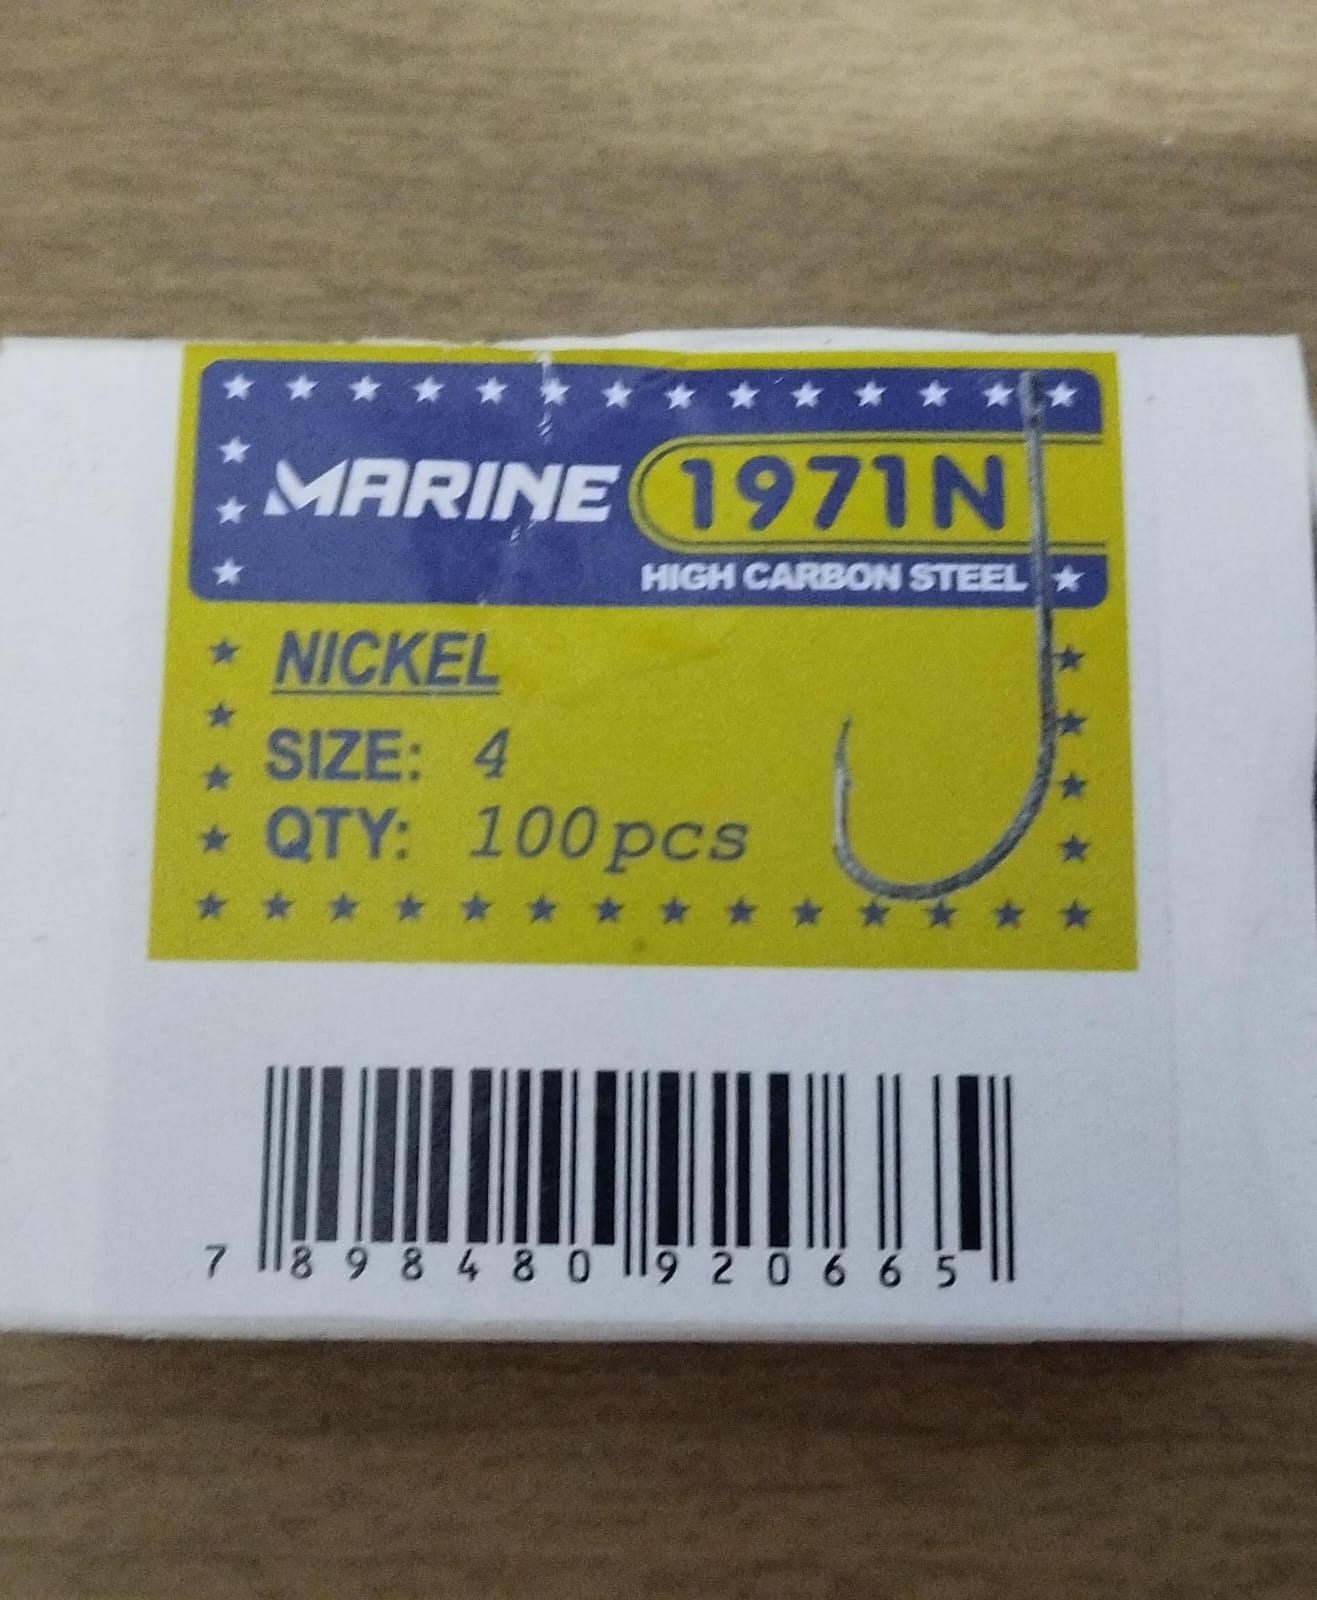 MARINE 1971N
HIGH CARBON STEEL
NICKEL
SIZE: 4
QTY: 100pcs
7 898480 920665